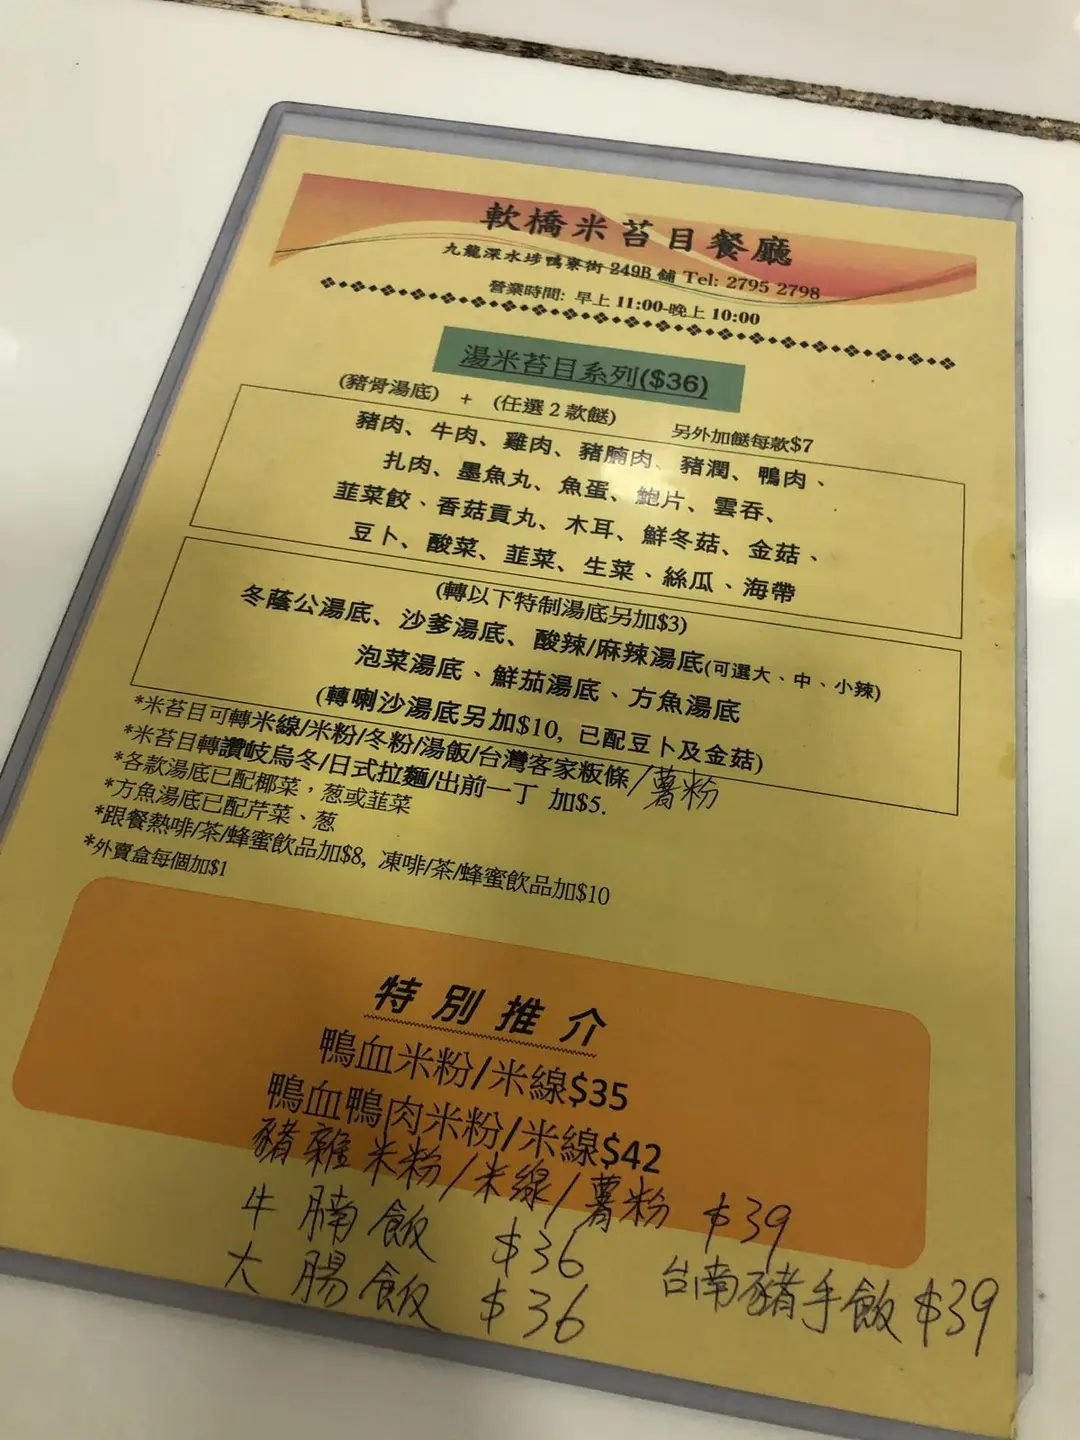 軟橋米苔目餐廳
九龍深水埗鴨寮街 249B 舖 Tel: 2795 2798
營業時間: 早上 11:00-晚上 10:00
湯米苔目系列($36)
(豬骨湯底) + (任選 2 款餸) 另外加餸每款$7
豬肉、牛肉、雞肉、豬腩肉、豬潤、鴨肉、
扎肉、墨魚丸、魚蛋、鮑片、雲吞、
韮菜餃、香菇貢丸、木耳、鮮冬菇、金菇、
豆卜、酸菜、韮菜、生菜、絲瓜、海帶
(轉以下特制湯底另加$3)
冬蔭公湯底、沙爹湯底、酸辣/麻辣湯底(可選大、中、小辣)
泡菜湯底、鮮茄湯底、方魚湯底
(轉喇沙湯底另加$10, 已配豆卜及金菇)
*米苔目可轉米線/米粉/冬粉/湯飯/台灣客家粄條/薯粉
*米苔目轉讚岐烏冬/日式拉麵/出前一丁 加$5.
*各款湯底已配椰菜，葱或韮菜
*方魚湯底已配芹菜、葱
*跟餐熱啡/茶/蜂蜜飲品加$8, 凍啡/茶/蜂蜜飲品加$10
*外賣盒每個加$1
特別推介
鴨血米粉/米線$35
鴨血鴨肉米粉/米線$42
豬雜米粉/米線/薯粉 $39
牛腩飯 $36
大腸飯 $36
台南豬手飯 $39